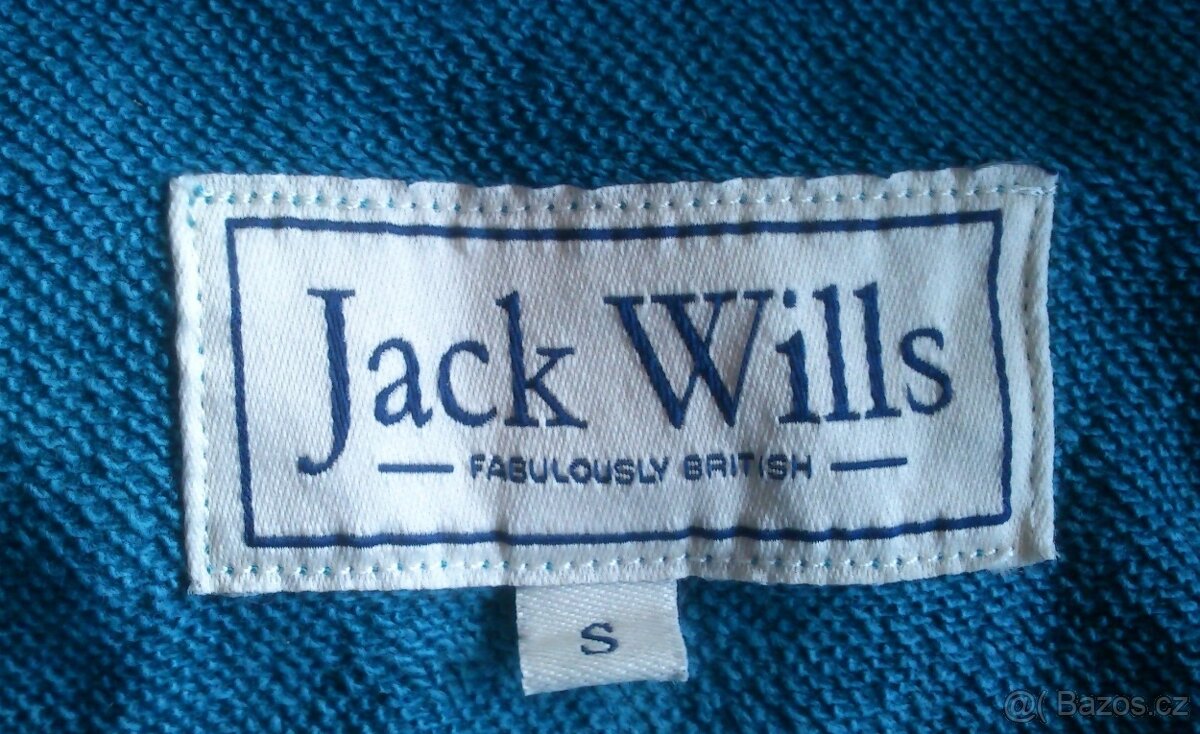 Jack Wills
FABULOUSLY BRITISH
S
@( Bazos.cz